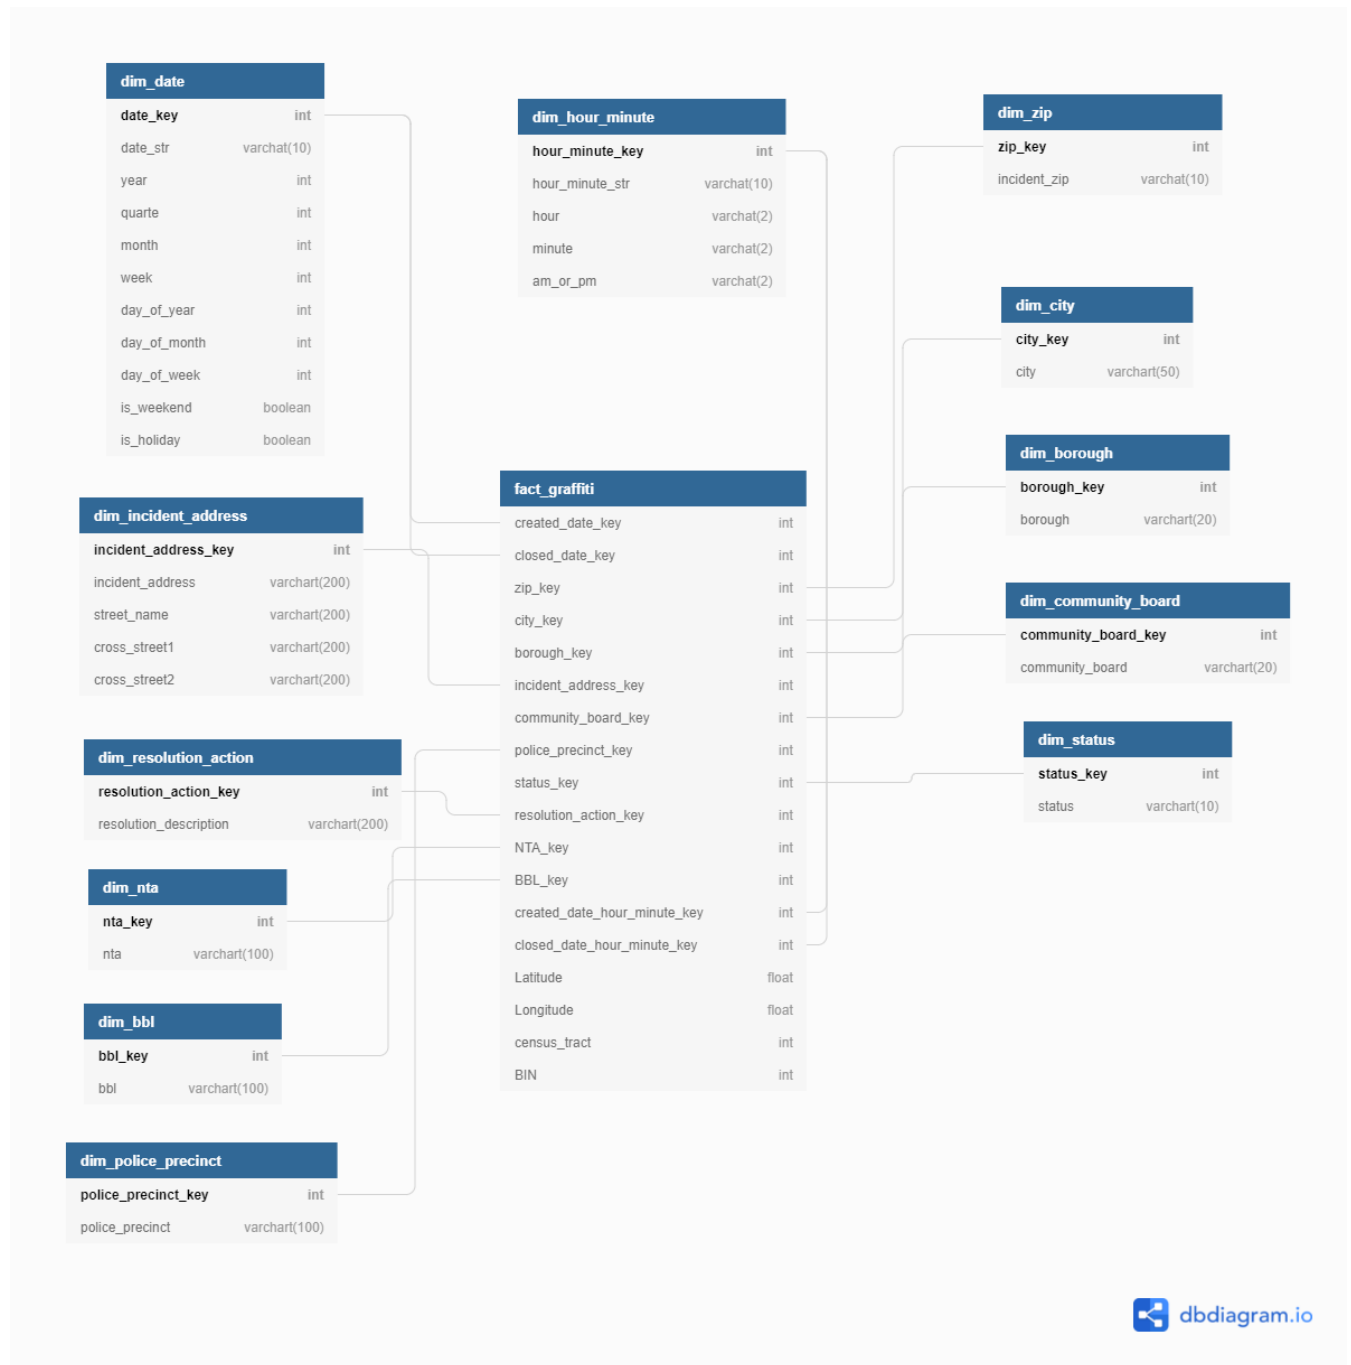 dim_date
date_key int
date_str varchat(10)
year int
quarte int
month int
week int
day_of_year int
day_of_month int
day_of_week int
is_weekend boolean
is_holiday boolean
dim_hour_minute
hour_minute_key int
hour_minute_str varchat(10)
hour varchat(2)
minute varchat(2)
am_or_pm varchat(2)
dim_zip
zip_key int
incident_zip varchat(10)
dim_city
city_key int
city varchart(50)
dim_borough
borough_key int
borough varchart(20)
dim_incident_address
incident_address_key int
incident_address varchart(200)
street_name varchart(200)
cross_street1 varchart(200)
cross_street2 varchart(200)
fact_graffiti
created_date_key int
closed_date_key int
zip_key int
city_key int
borough_key int
incident_address_key int
community_board_key int
police_precinct_key int
status_key int
resolution_action_key int
NTA_key int
BBL_key int
created_date_hour_minute_key int
closed_date_hour_minute_key int
Latitude float
Longitude float
census_tract int
BIN int
dim_community_board
community_board_key int
community_board varchart(20)
dim_status
status_key int
status varchart(10)
dim_resolution_action
resolution_action_key int
resolution_description varchart(200)
dim_nta
nta_key int
nta varchart(100)
dim_bbl
bbl_key int
bbl varchart(100)
dim_police_precinct
police_precinct_key int
police_precinct varchart(100)
dbdiagram.io